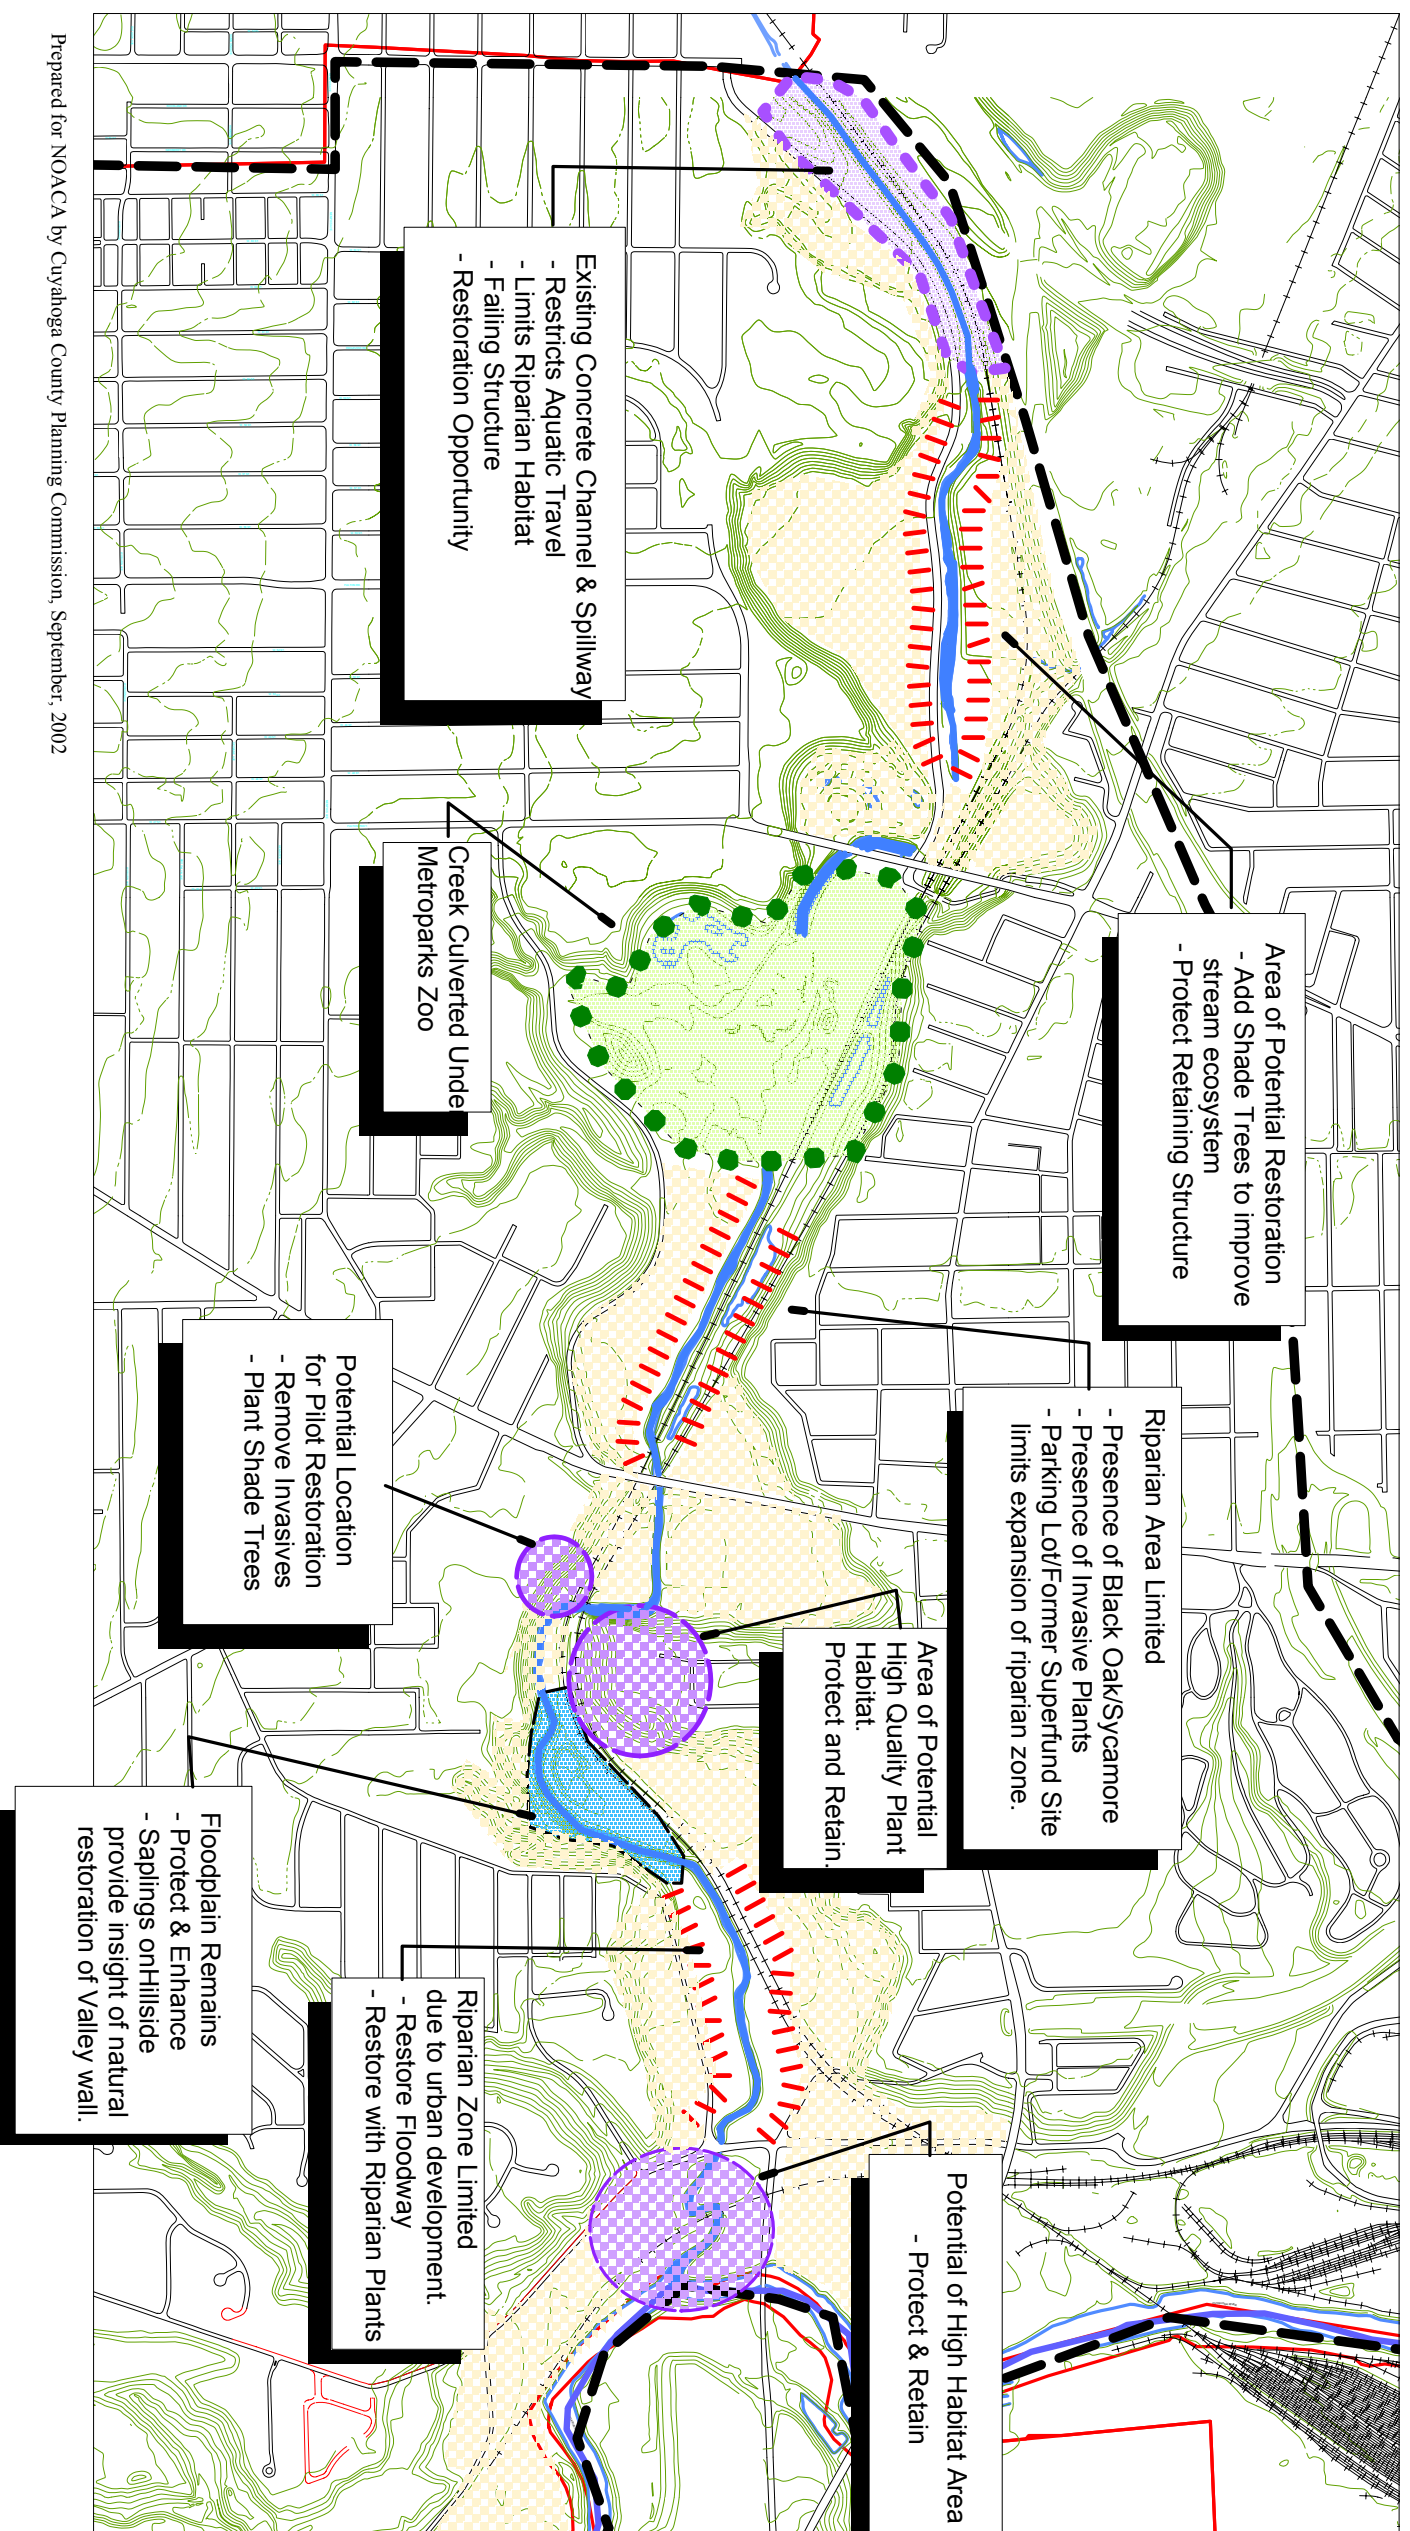 Existing Concrete Channel & Spillway
- Restricts Aquatic Travel
- Limits Riparian Habitat
- Failing Structure
- Restoration Opportunity
Area of Potential Restoration
- Add Shade Trees to improve
stream ecosystem
- Protect Retaining Structure
Creek Culverted Under
Metroparks Zoo
Riparian Area Limited
- Presence of Black Oak/Sycamore
- Presence of Invasive Plants
- Parking Lot/Former Superfund Site
limits expansion of riparian zone.
Potential Location
for Pilot Restoration
- Remove Invasives
- Plant Shade Trees
Area of Potential
High Quality Plant
Habitat.
Protect and Retain.
Floodplain Remains
- Protect & Enhance
- Saplings onHillside
provide insight of natural
restoration of Valley wall.
Riparian Zone Limited
due to urban development.
- Restore Floodway
- Restore with Riparian Plants
Potential of High Habitat Area
- Protect & Retain
Prepared for NOACA by Cuyahoga County Planning Commission, September, 2002